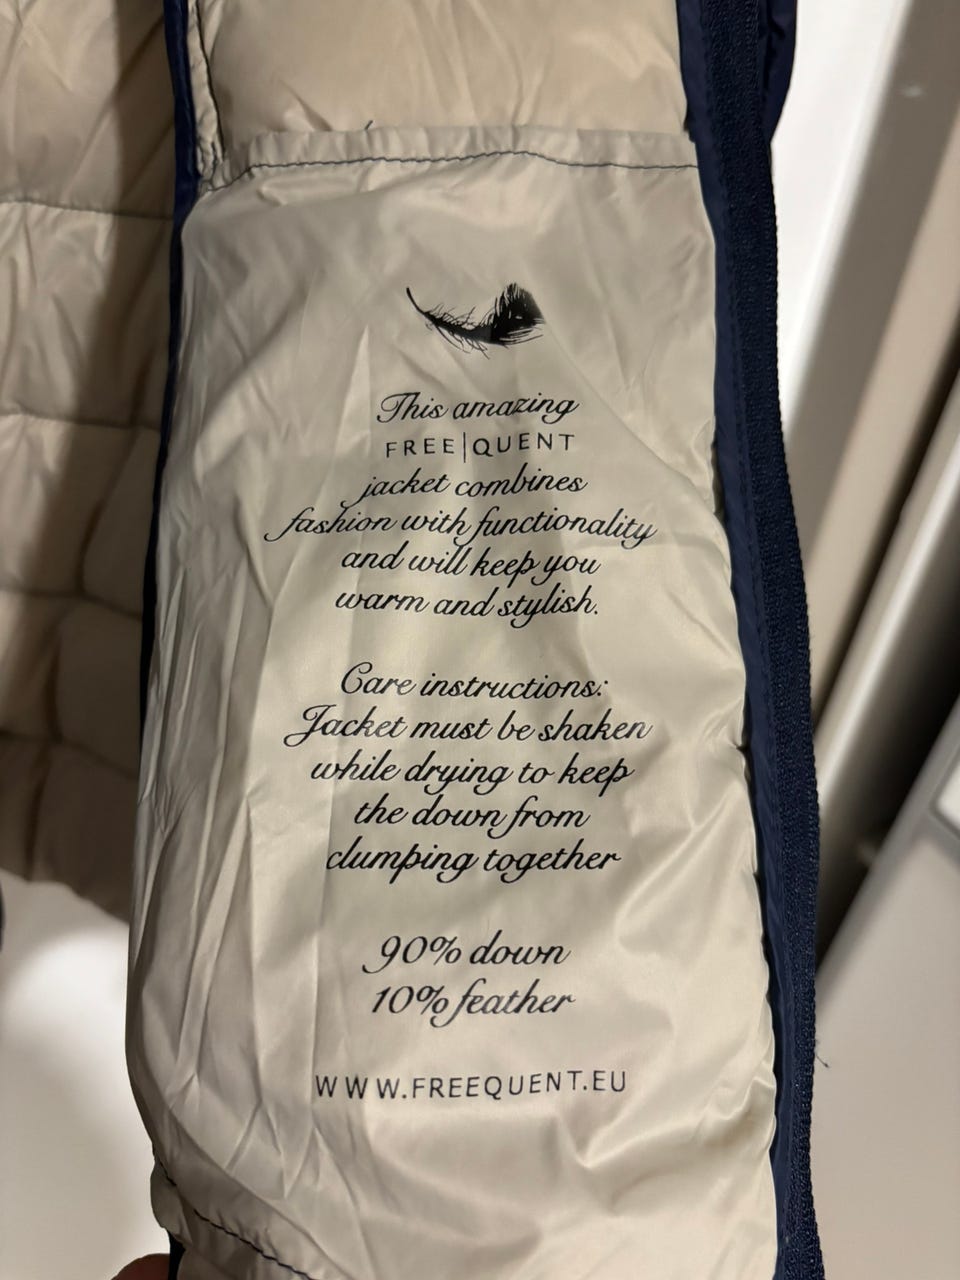 This amazing
FREE|QUENT
jacket combines
fashion with functionality
and will keep you
warm and stylish.
Care instructions:
Jacket must be shaken
while drying to keep
the down from
clumping together
90% down
10% feather
WWW.FREEQUENT.EU